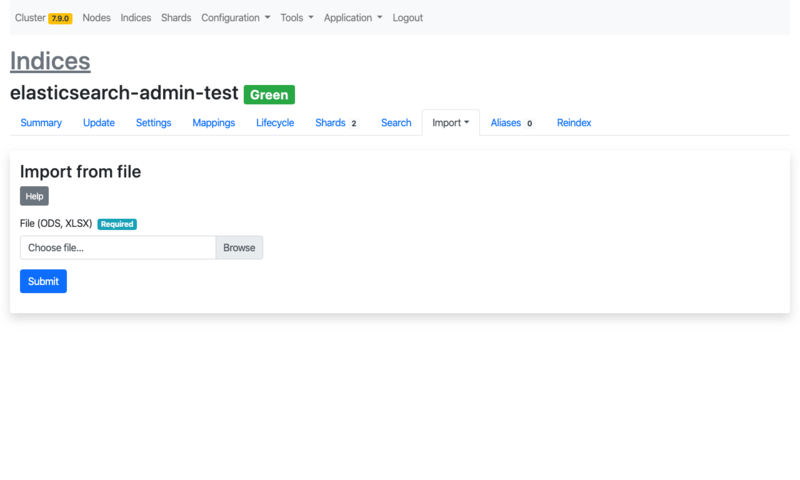 Cluster 7.9.0 Nodes Indices Shards Configuration Tools Application Logout
Indices
elasticsearch-admin-test Green
Summary Update Settings Mappings Lifecycle Shards 2 Search Import Aliases 0 Reindex
Import from file
Help
File (ODS, XLSX) Required
Choose file... Browse
Submit